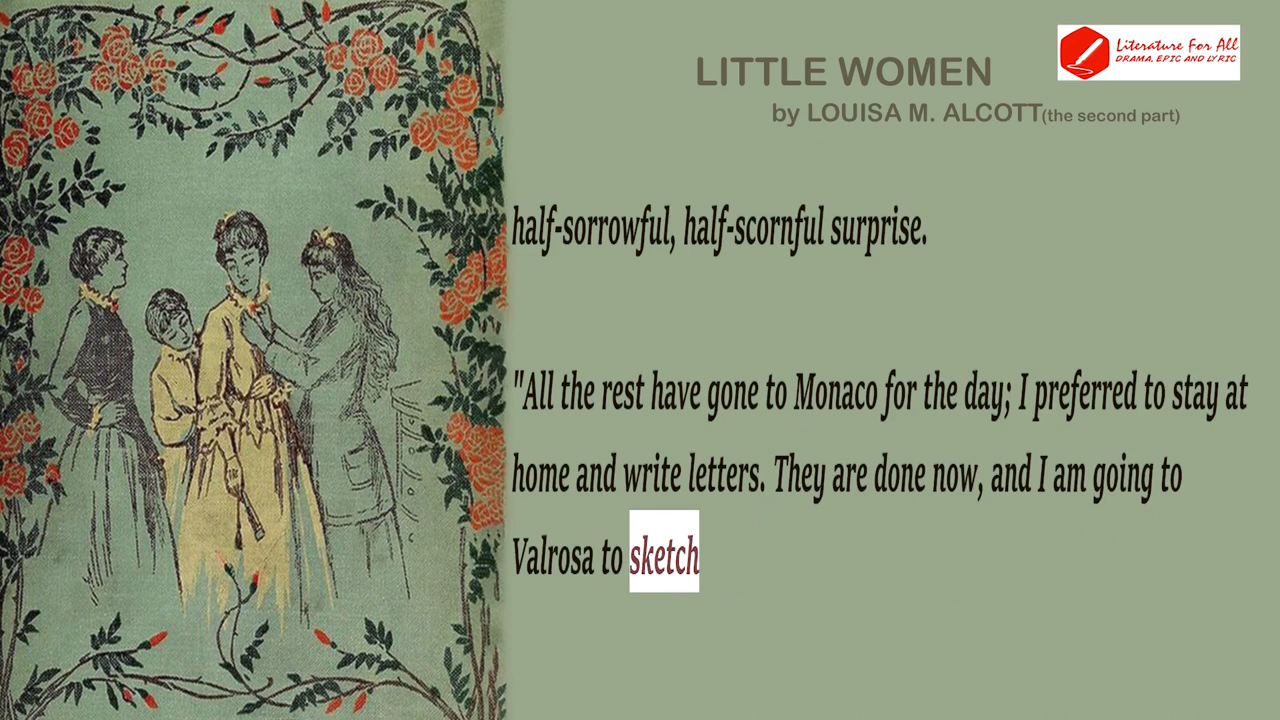 LITTLE WOMEN
by LOUISA M. ALCOTT(the second part)
Literature For All
DRAMA, EPIC AND LYRIC
half-sorrowful, half-scornful surprise.
"All the rest have gone to Monaco for the day; I preferred to stay at
home and write letters. They are done now, and I am going to
Valrosa to sketch